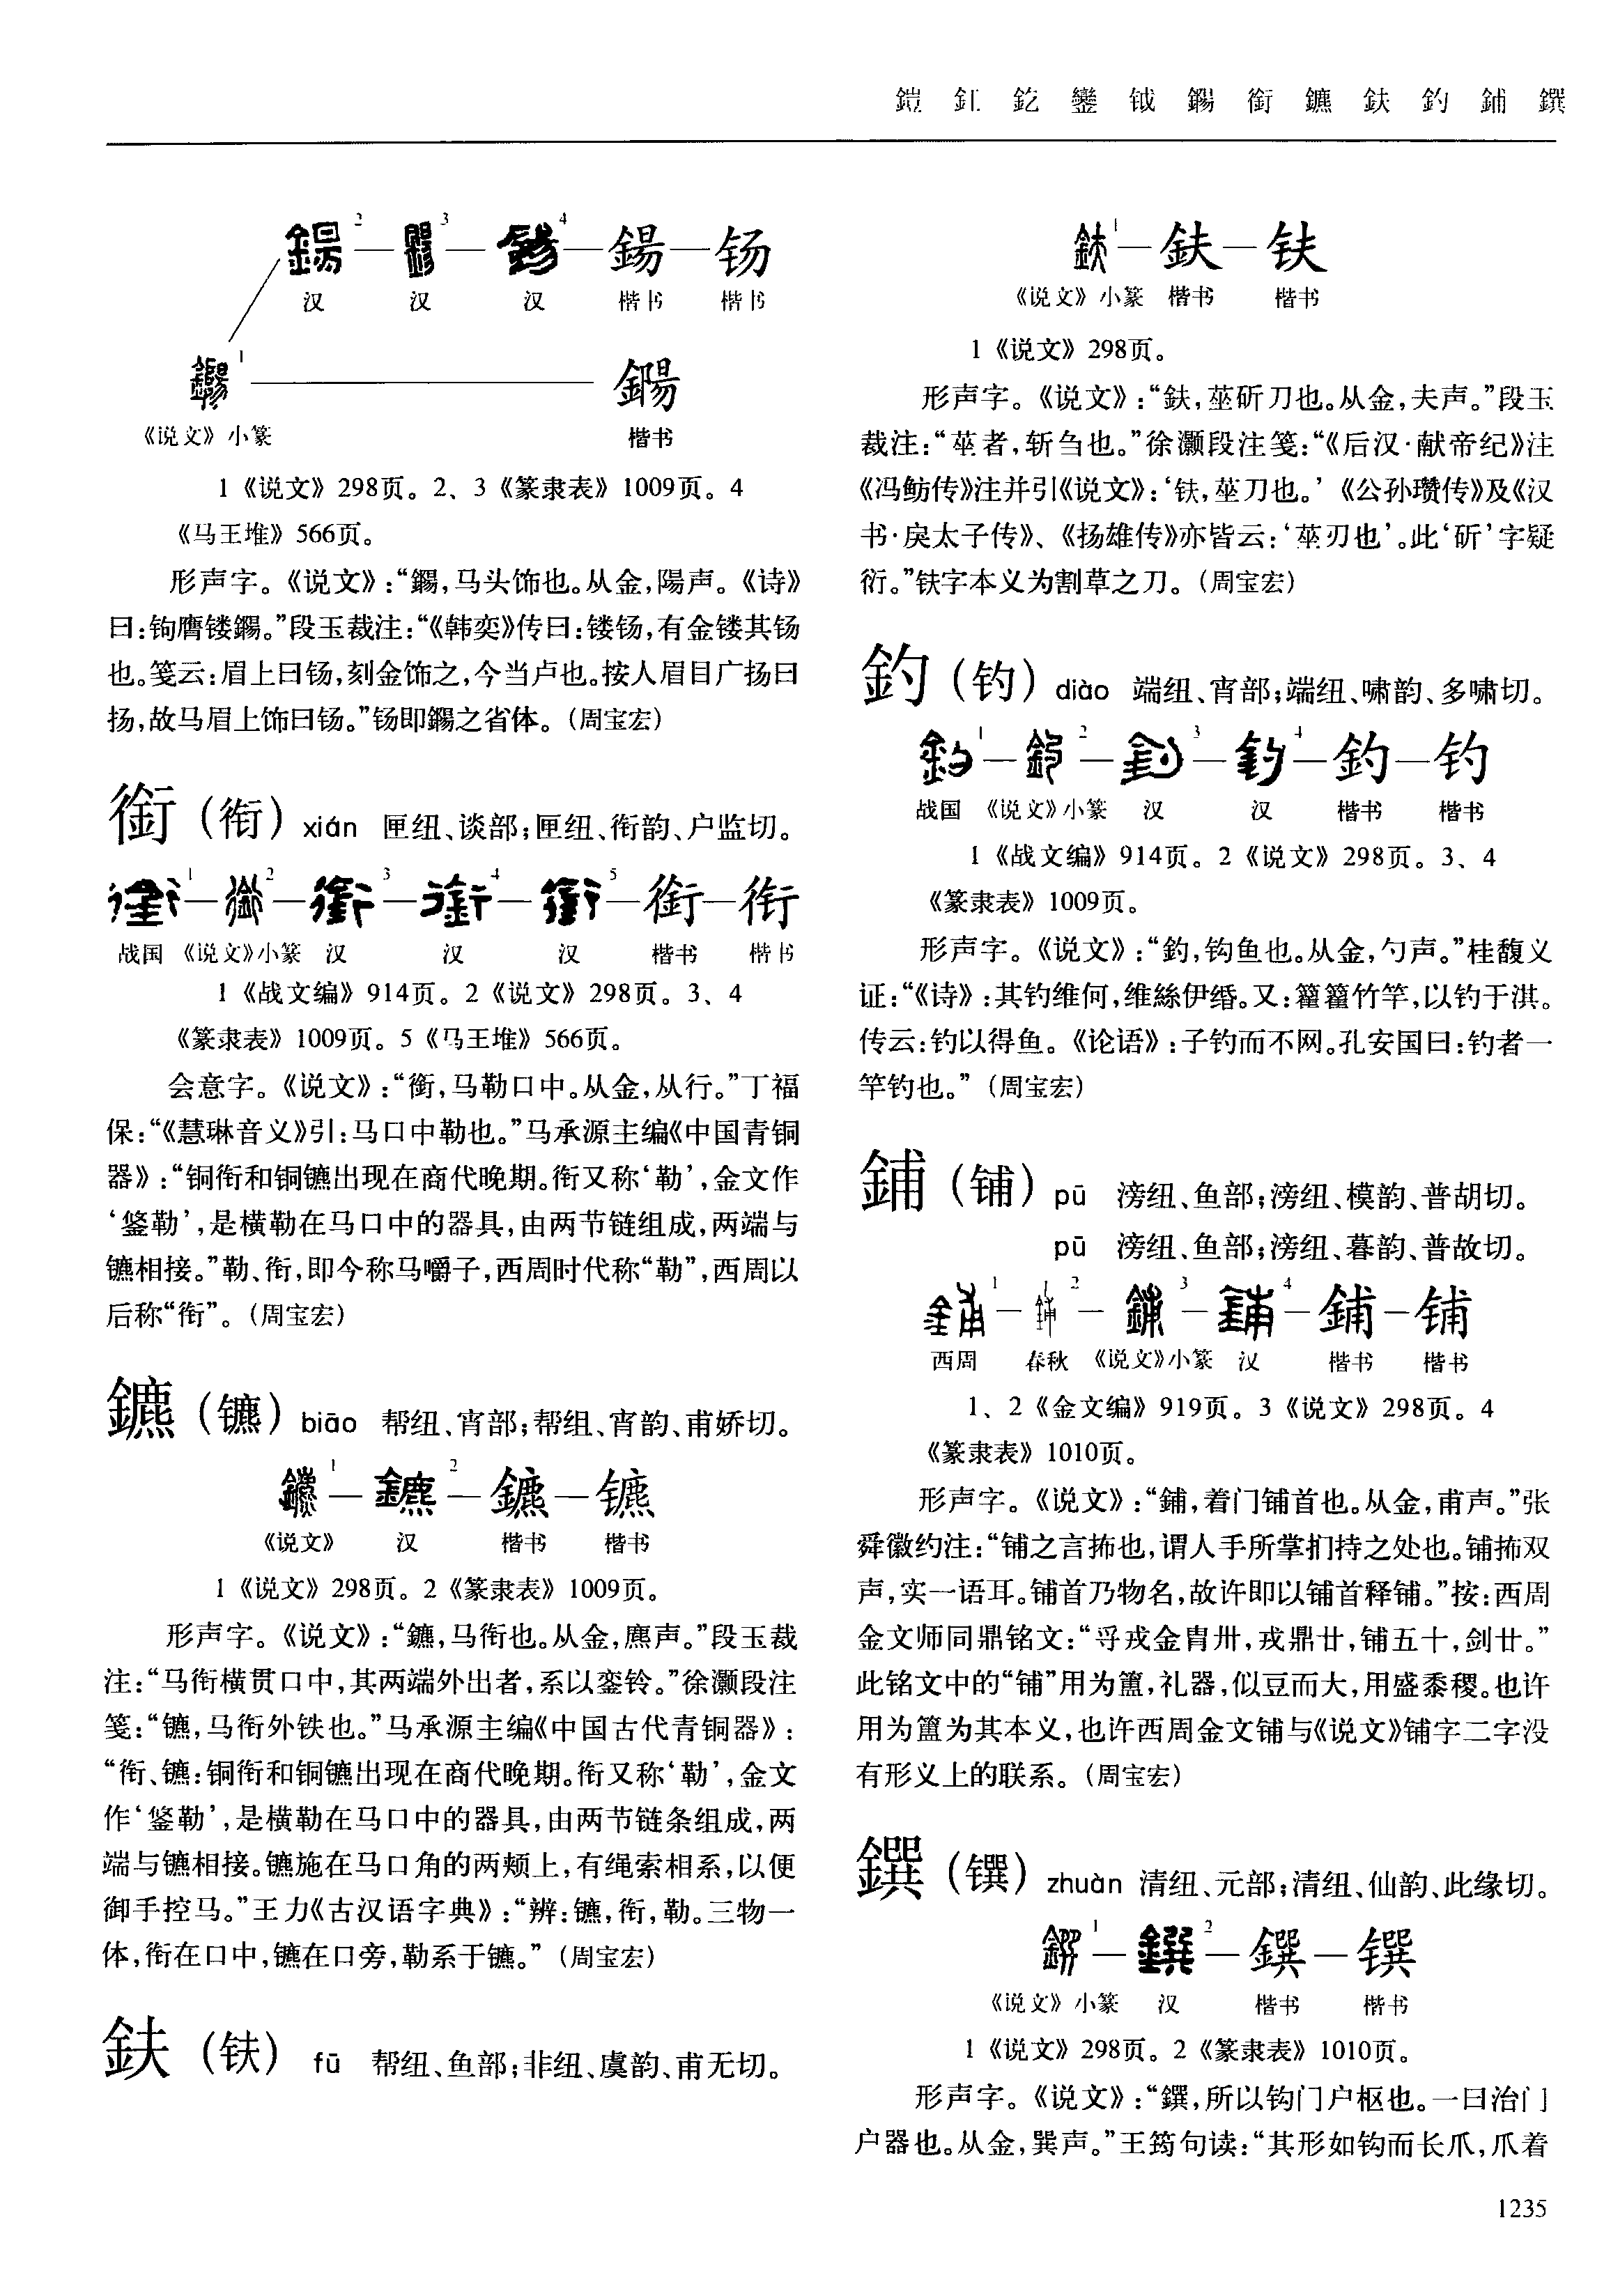 鎧 釭 釳 鑾 钺 鐊 銜 鑣 鈇 釣 鋪 鐉
鍚2—3—4—鍚—钖
汉 汉 汉 楷书 楷书
1 鐊
《说文》小篆 楷书
1《说文》298页。2、3《篆隶表》1009页。4
《马王堆》566页。
形声字。《说文》:“鐊,马头饰也。从金,陽声。《诗》
曰:钩膺镂鐊。”段玉裁注:“《韩奕》传曰:镂钖,有金镂其钖
也。笺云:眉上曰钖,刻金饰之,今当卢也。按人眉目广扬曰
扬,故马眉上饰曰钖。”钖即鐊之省体。(周宝宏)
銜(衔)xián 匣纽、谈部;匣纽、衔韵、户监切。
1—2—3—4—5—銜—衔
战国 《说文》小篆 汉 汉 汉 楷书 楷书
1《战文编》914页。2《说文》298页。3、4
《篆隶表》1009页。5《马王堆》566页。
会意字。《说文》:“銜,马勒口中。从金,从行。”丁福
保:“《慧琳音义》引:马口中勒也。”马承源主编《中国青铜
器》:“铜衔和铜镳出现在商代晚期。衔又称‘勒’,金文作
‘鋚勒’,是横勒在马口中的器具,由两节链组成,两端与
镳相接。”勒、衔,即今称马嚼子,西周时代称“勒”,西周以
后称“衔”。(周宝宏)
鑣(镳)biāo 帮纽、宵部;帮组、宵韵、甫娇切。
1—2—鑣—镳
《说文》 汉 楷书 楷书
1《说文》298页。2《篆隶表》1009页。
形声字。《说文》:“鑣,马衔也。从金,麃声。”段玉裁
注:“马衔横贯口中,其两端外出者,系以銮铃。”徐灏段注
笺:“镳,马衔外铁也。”马承源主编《中国古代青铜器》:
“衔、镳:铜衔和铜镳出现在商代晚期。衔又称‘勒’,金文
作‘鋚勒’,是横勒在马口中的器具,由两节链条组成,两
端与镳相接。镳施在马口角的两颊上,有绳索相系,以便
御手控马。”王力《古汉语字典》:“辨:镳,衔,勒。三物一
体,衔在口中,镳在口旁,勒系于镳。”(周宝宏)
鈇(𫓧)fū 帮纽、鱼部;非纽、虞韵、甫无切。
1—鈇—𫓧
《说文》小篆 楷书 楷书
1《说文》298页。
形声字。《说文》:“鈇,莝斫刀也。从金,夫声。”段玉
裁注:“莝者,斩刍也。”徐灏段注笺:“《后汉·献帝纪》注
《冯鲂传》注并引《说文》:‘𫓧,莝刀也。’《公孙瓒传》及《汉
书·戾太子传》、《扬雄传》亦皆云:‘莝刃也’。此‘斫’字疑
衍。”𫓧字本义为割草之刀。(周宝宏)
釣(钓)diào 端纽、宵部;端纽、啸韵、多啸切。
1—2—3—4—釣—钓
战国 《说文》小篆 汉 汉 楷书 楷书
1《战文编》914页。2《说文》298页。3、4
《篆隶表》1009页。
形声字。《说文》:“釣,钩鱼也。从金,勺声。”桂馥义
证:“《诗》:其钓维何,维絲伊缗。又:籊籊竹竿,以钓于淇。
传云:钓以得鱼。《论语》:子钓而不网。孔安国曰:钓者一
竿钓也。”(周宝宏)
鋪(铺)pū 滂纽、鱼部;滂纽、模韵、普胡切。
pū 滂纽、鱼部;滂纽、暮韵、普故切。
1—2—3—4—鋪—铺
西周 春秋 《说文》小篆 汉 楷书 楷书
1、2《金文编》919页。3《说文》298页。4
《篆隶表》1010页。
形声字。《说文》:“鋪,着门铺首也。从金,甫声。”张
舜徽约注:“铺之言抪也,谓人手所掌扪持之处也。铺抪双
声,实一语耳。铺首乃物名,故许即以铺首释铺。”按:西周
金文师同鼎铭文:“寽戎金胄卅,戎鼎廿,铺五十,剑廿。”
此铭文中的“铺”用为簠,礼器,似豆而大,用盛黍稷。也许
用为簠为其本义,也许西周金文铺与《说文》铺字二字没
有形义上的联系。(周宝宏)
鐉(𨱔)zhuàn 清纽、元部;清纽、仙韵、此缘切。
1—2—鐉—𨱔
《说文》小篆 汉 楷书 楷书
1《说文》298页。2《篆隶表》1010页。
形声字。《说文》:“鐉,所以钩门户枢也。一曰治门
户器也。从金,巽声。”王筠句读:“其形如钩而长爪,爪着
1235